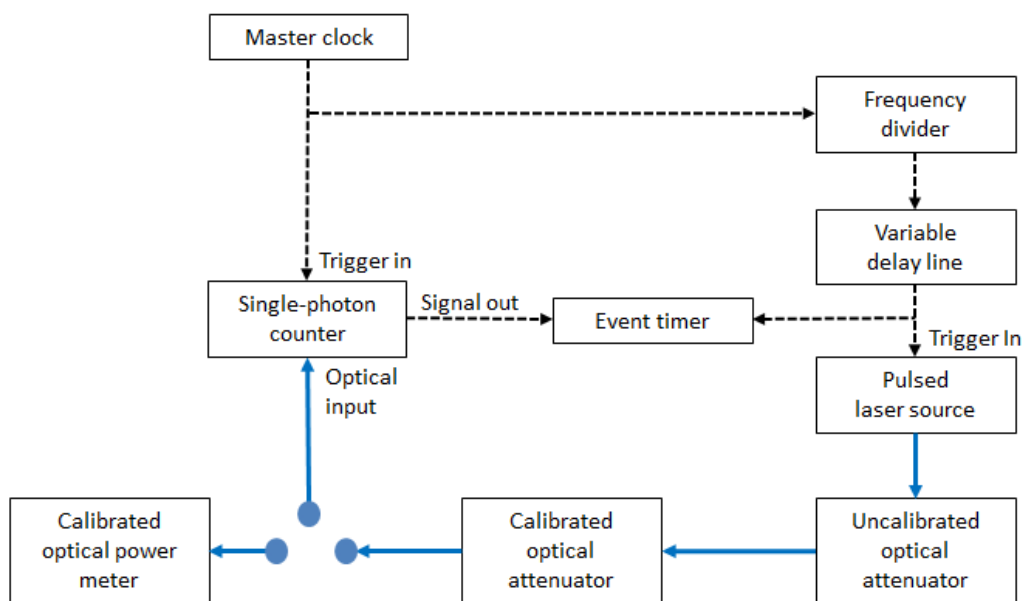 Master clock
Frequency
divider
Variable
delay line
Trigger in
Single-photon
counter
Signal out
Event timer
Trigger In
Optical
input
Pulsed
laser source
Calibrated
optical power
meter
Calibrated
optical
attenuator
Uncalibrated
optical
attenuator